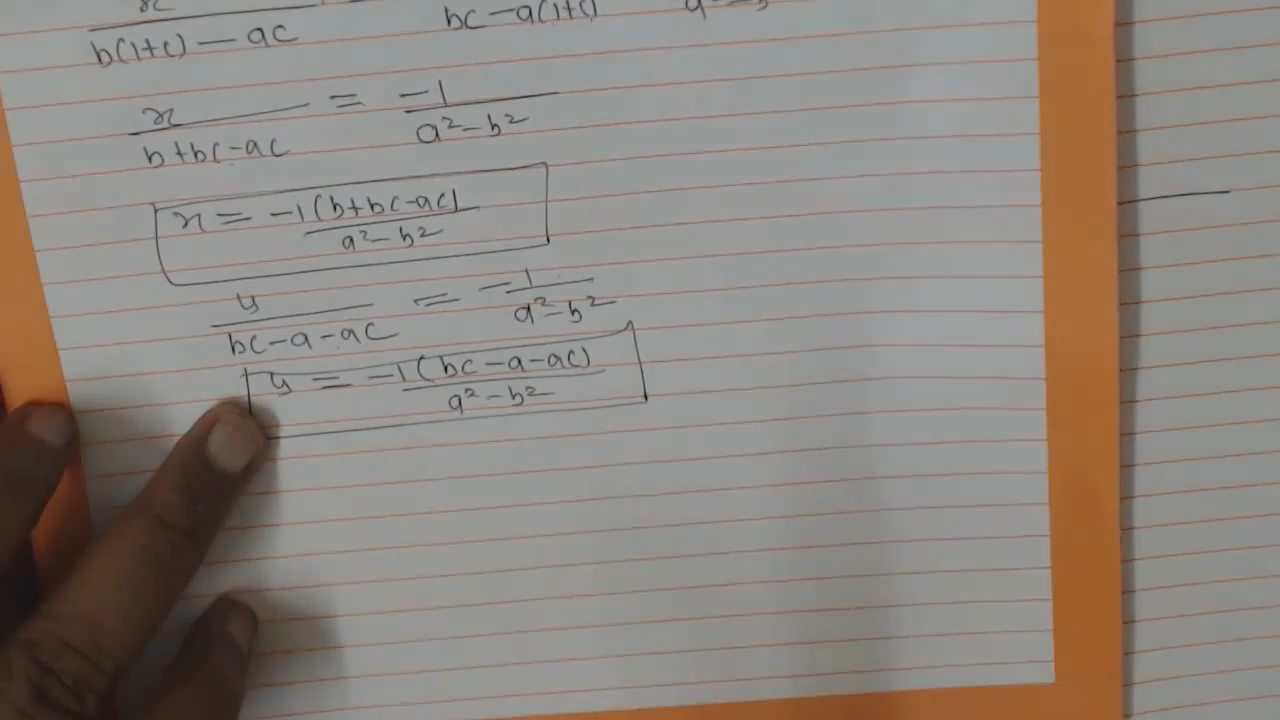 x/(b(1+c) - ac) bc - a(1+c)
x/(b+bc-ac) = -1/(a²-b²)
x = -1(b+bc-ac)/(a²-b²)
y/(bc-a-ac) = -1/(a²-b²)
y = -1(bc-a-ac)/(a²-b²)